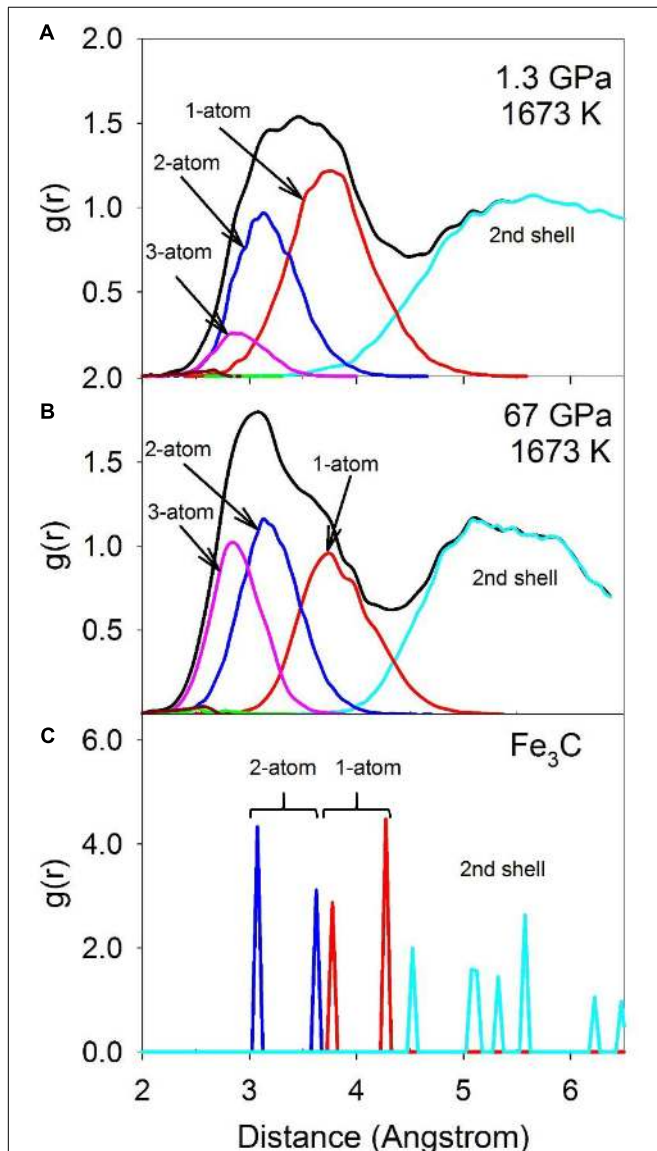 A
2.0
1.3 GPa
1673 K
1-atom
1.5
2-atom
g(r)
1.0
3-atom
2nd shell
0.5
2.0
B
67 GPa
1673 K
2-atom
1-atom
1.5
3-atom
g(r)
1.0
2nd shell
0.5
C
6.0
Fe₃C
2-atom 1-atom
g(r)
4.0
2nd shell
2.0
0.0
2 3 4 5 6
Distance (Angstrom)